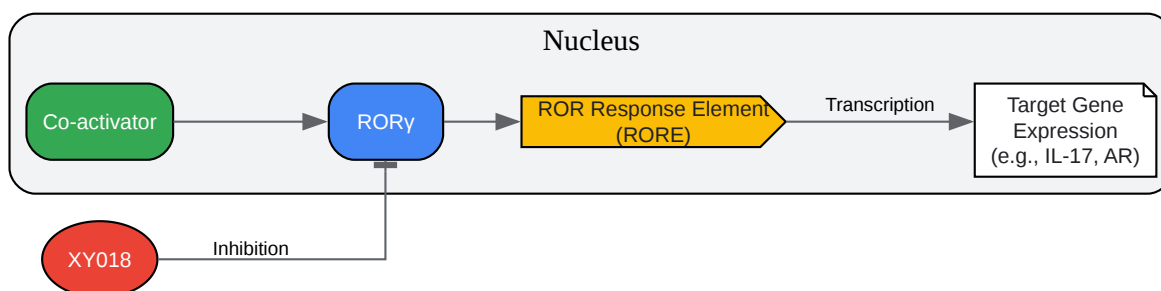 Nucleus
Co-activator
RORγ
ROR Response Element
(RORE)
Transcription
Target Gene
Expression
(e.g., IL-17, AR)
XY018
Inhibition